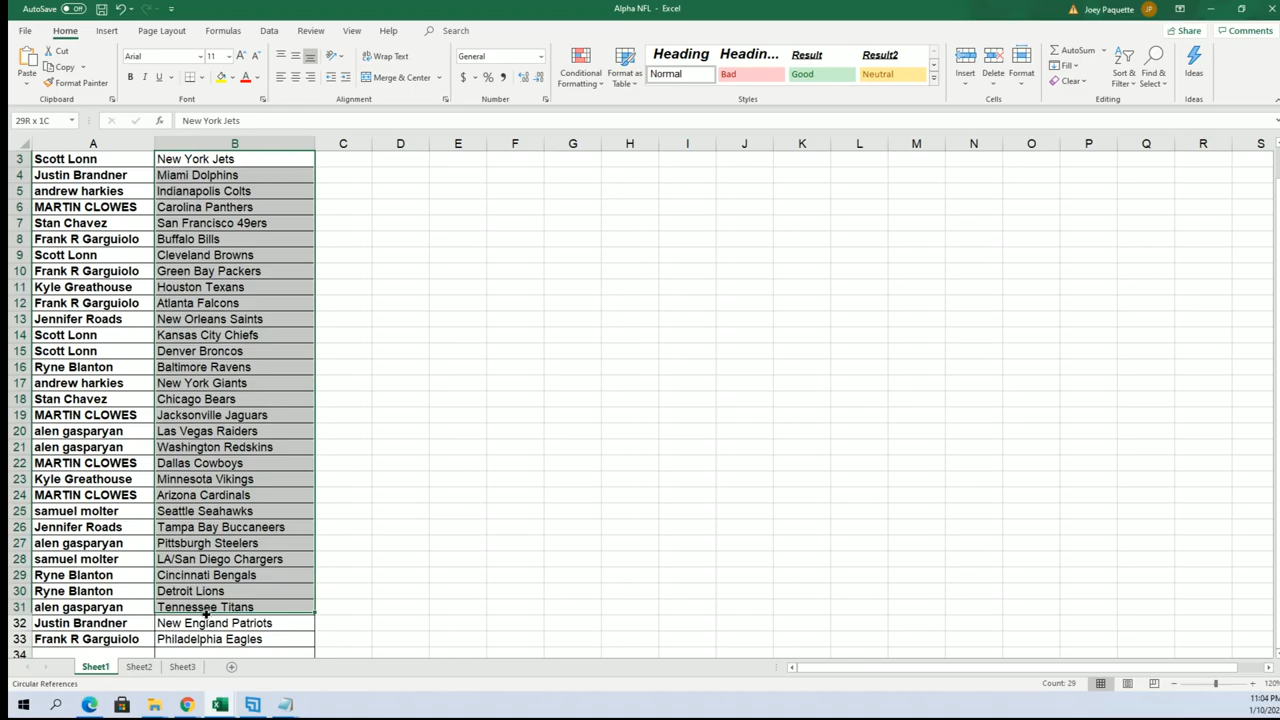 AutoSave Off Alpha NFL - Excel Joey Paquette JP
File Home Insert Page Layout Formulas Data Review View Help Search Share Comments
Paste Cut Copy Format Painter Clipboard
Arial 11 B I U A Font
Wrap Text Merge & Center Alignment
General $ % Number
Conditional Formatting Format as Table
Heading Headin... Result Result2
Normal Bad Good Neutral
Styles
Insert Delete Format Cells
AutoSum Fill Clear Sort & Filter Find & Select Editing
Ideas Ideas
29R x 1C fx New York Jets
A B C D E F G H I J K L M N O P Q R S
3 Scott Lonn New York Jets
4 Justin Brandner Miami Dolphins
5 andrew harkies Indianapolis Colts
6 MARTIN CLOWES Carolina Panthers
7 Stan Chavez San Francisco 49ers
8 Frank R Garguiolo Buffalo Bills
9 Scott Lonn Cleveland Browns
10 Frank R Garguiolo Green Bay Packers
11 Kyle Greathouse Houston Texans
12 Frank R Garguiolo Atlanta Falcons
13 Jennifer Roads New Orleans Saints
14 Scott Lonn Kansas City Chiefs
15 Scott Lonn Denver Broncos
16 Ryne Blanton Baltimore Ravens
17 andrew harkies New York Giants
18 Stan Chavez Chicago Bears
19 MARTIN CLOWES Jacksonville Jaguars
20 alen gasparyan Las Vegas Raiders
21 alen gasparyan Washington Redskins
22 MARTIN CLOWES Dallas Cowboys
23 Kyle Greathouse Minnesota Vikings
24 MARTIN CLOWES Arizona Cardinals
25 samuel molter Seattle Seahawks
26 Jennifer Roads Tampa Bay Buccaneers
27 alen gasparyan Pittsburgh Steelers
28 samuel molter LA/San Diego Chargers
29 Ryne Blanton Cincinnati Bengals
30 Ryne Blanton Detroit Lions
31 alen gasparyan Tennessee Titans
32 Justin Brandner New England Patriots
33 Frank R Garguiolo Philadelphia Eagles
34
Sheet1 Sheet2 Sheet3
Circular References Count: 29 120%
11:04 PM
1/10/202